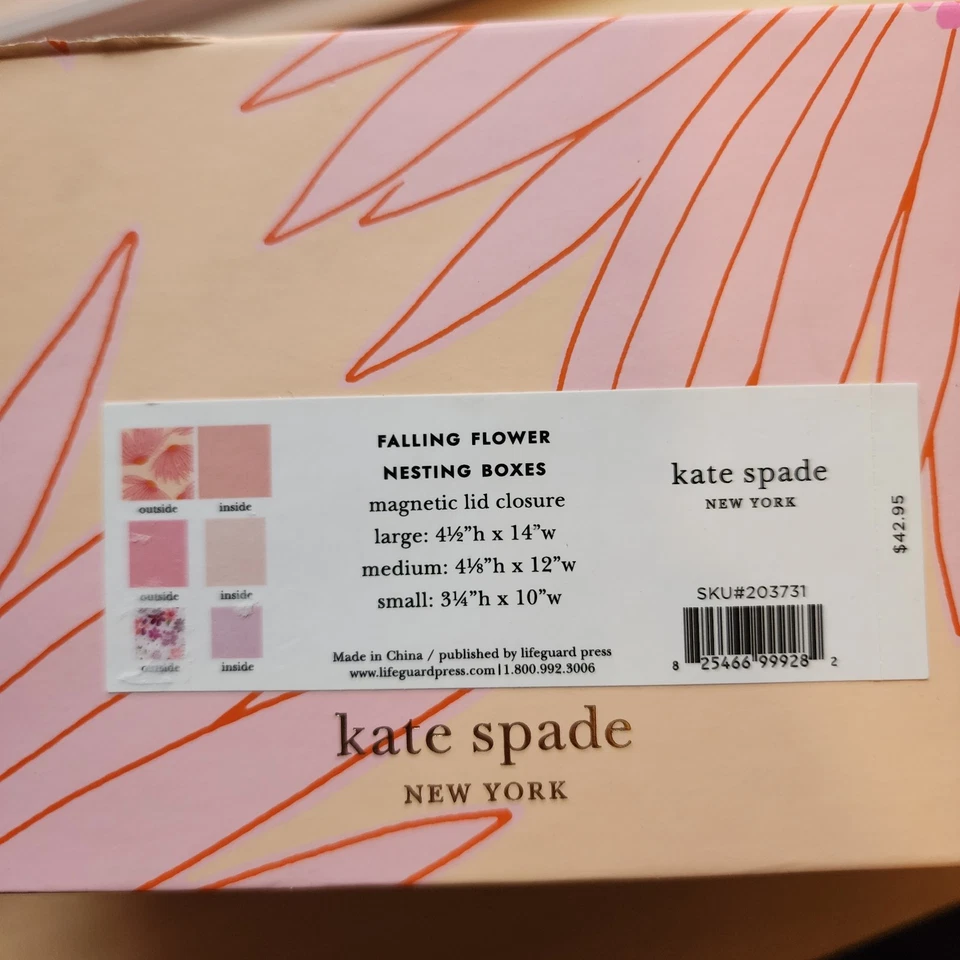 FALLING FLOWER
NESTING BOXES
magnetic lid closure
large: 4½”h x 14”w
medium: 4⅛”h x 12”w
small: 3¼”h x 10”w
Made in China / published by lifeguard press
www.lifeguardpress.com | 1.800.992.3006
outside inside
outside inside
outside inside
kate spade
NEW YORK
SKU#203731
8 25466 99928 2
$42.95
kate spade
NEW YORK